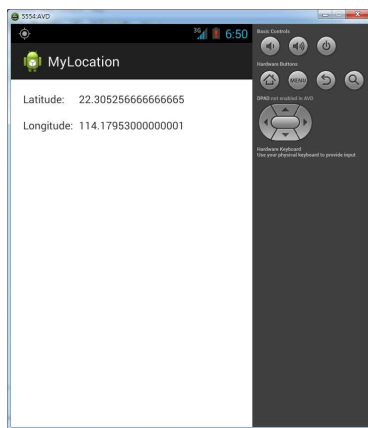 5554:AVD
3G 6:50
MyLocation
Latitude: 22.305256666666665
Longitude: 114.17953000000001
Basic Controls
Hardware Buttons
MENU
DPAD not enabled in AVD
Hardware Keyboard
Use your physical keyboard to provide input